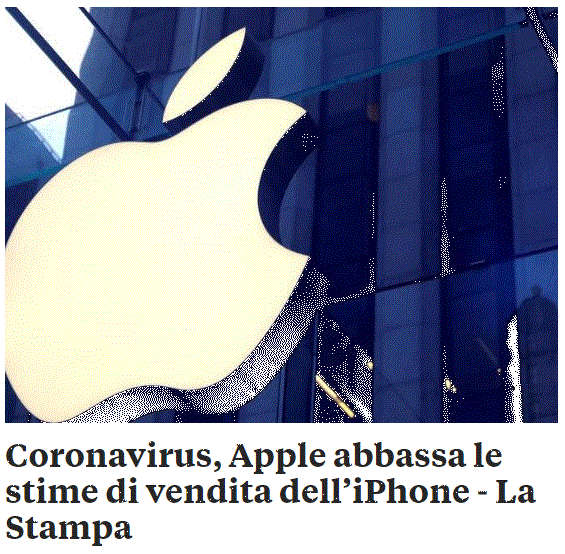 Coronavirus, Apple abbassa le
stime di vendita dell’iPhone - La
Stampa